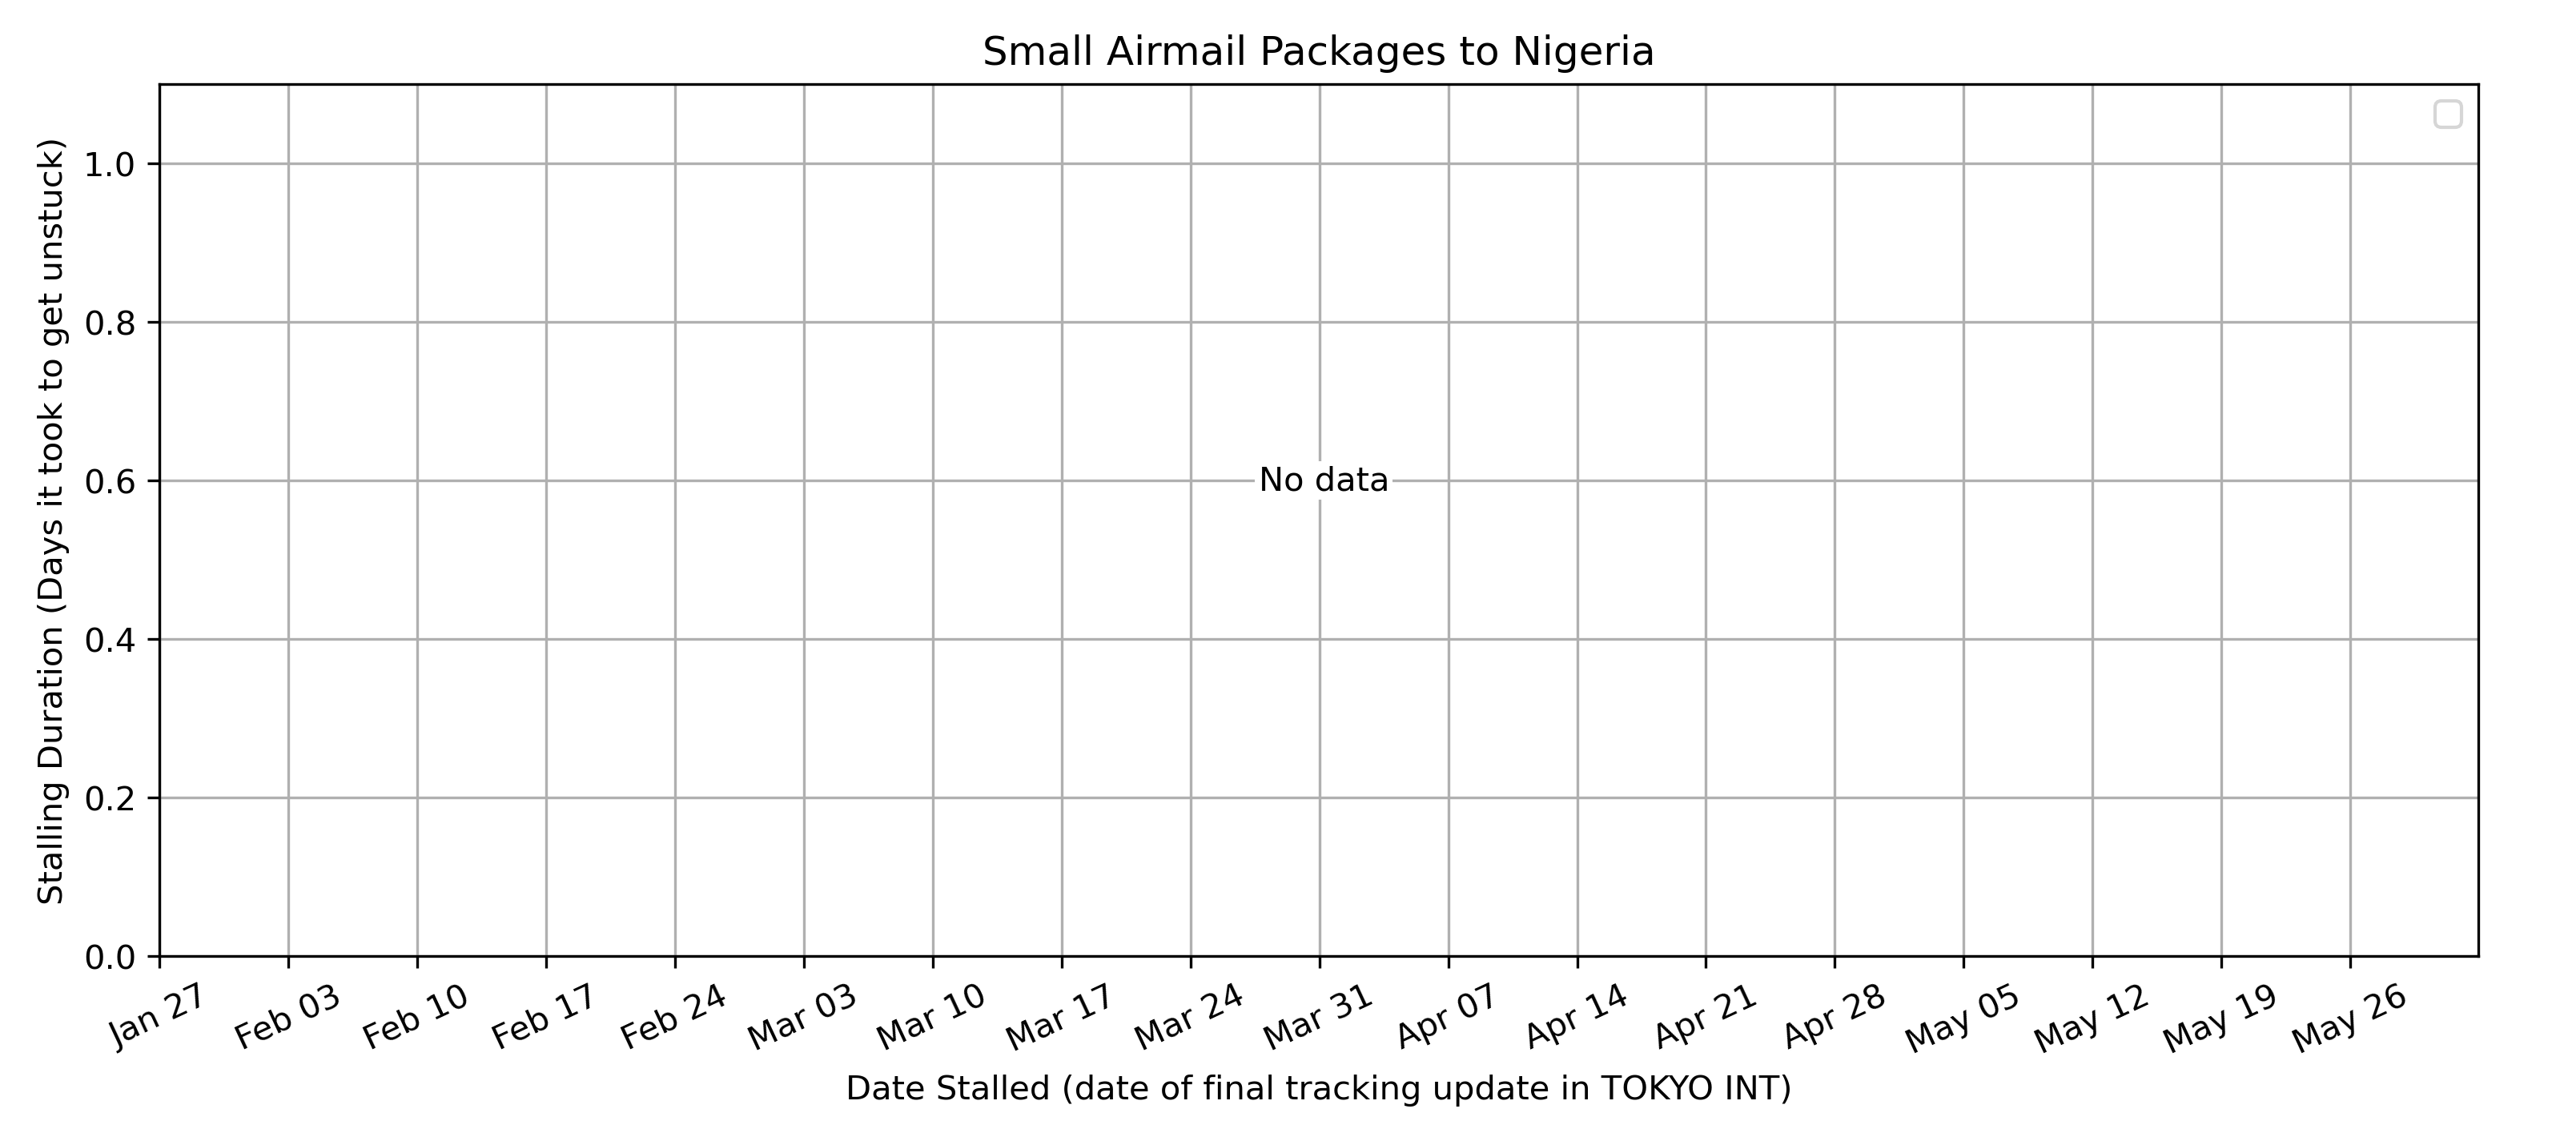 Small Airmail Packages to Nigeria
Stalling Duration (Days it took to get unstuck)
1.0
0.8
0.6
0.4
0.2
0.0
No data
Jan 27 Feb 03 Feb 10 Feb 17 Feb 24 Mar 03 Mar 10 Mar 17 Mar 24 Mar 31 Apr 07 Apr 14 Apr 21 Apr 28 May 05 May 12 May 19 May 26
Date Stalled (date of final tracking update in TOKYO INT)